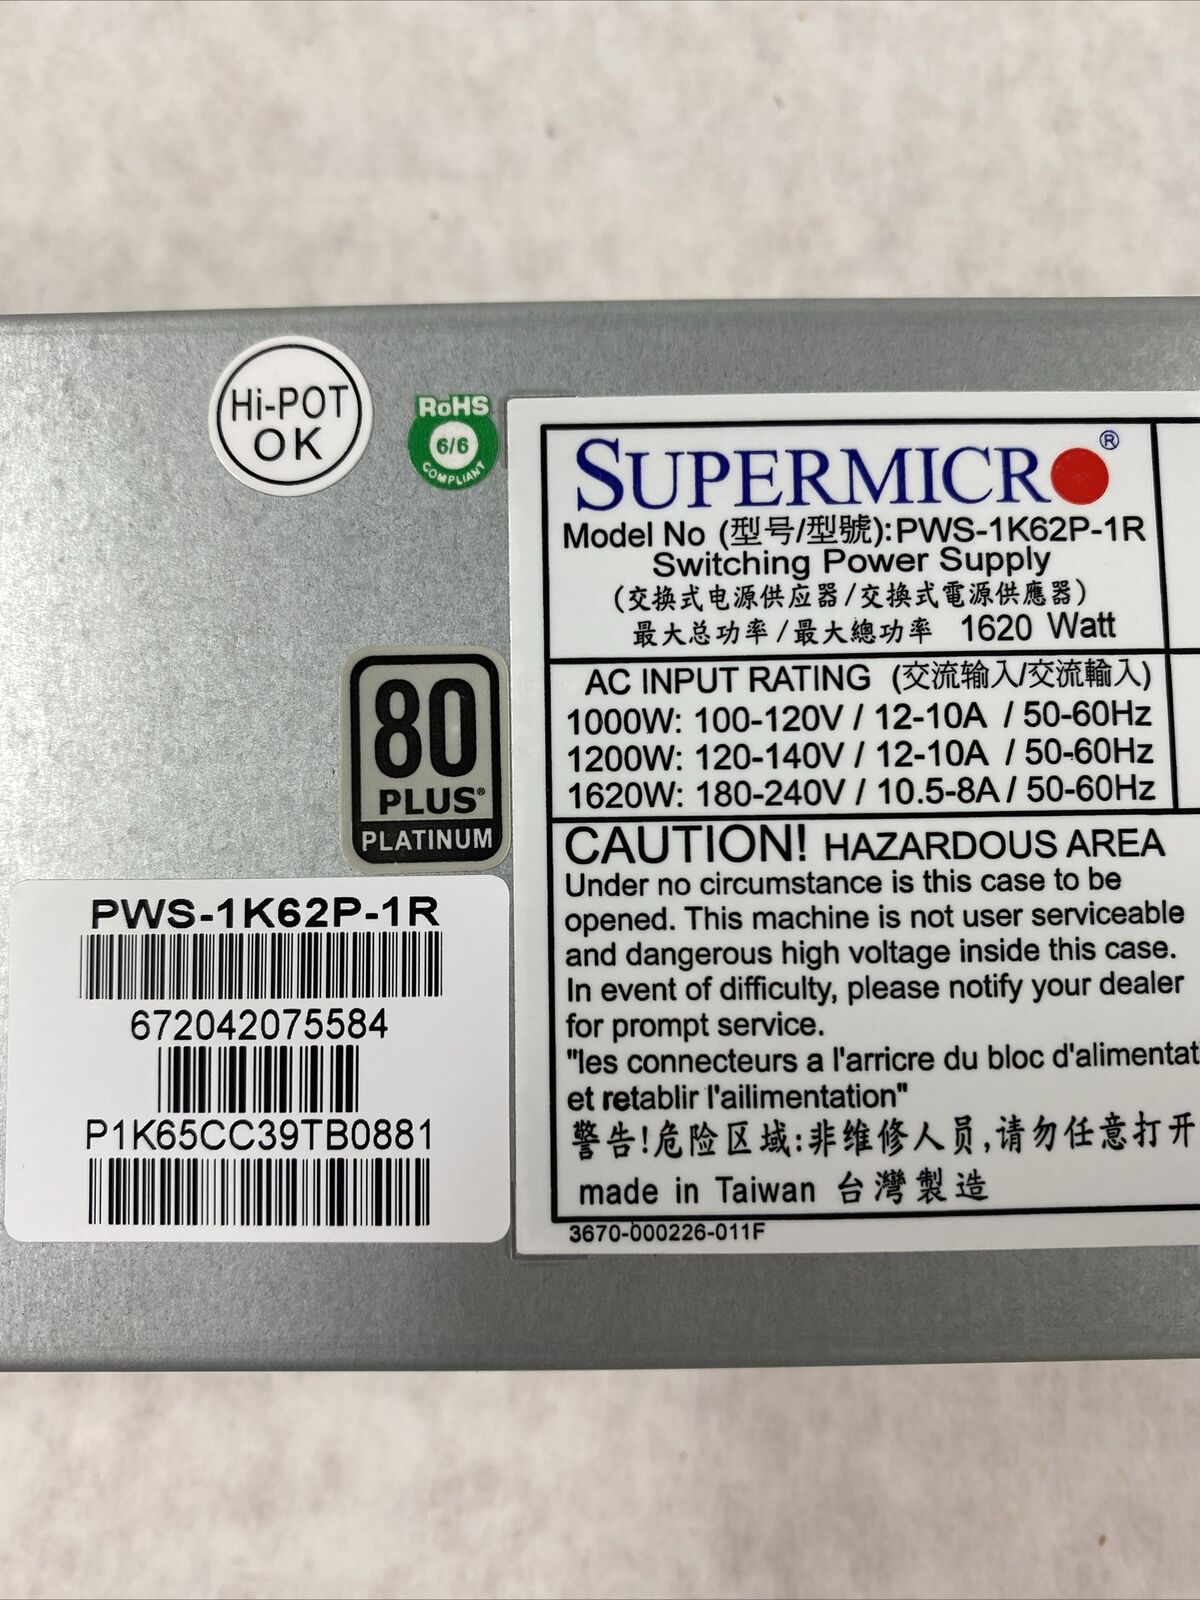 Hi-POT
OK
RoHS
6/6
COMPLIANT
SUPERMICRO®
Model No (型号/型號):PWS-1K62P-1R
Switching Power Supply
(交换式电源供应器/交換式電源供應器)
最大总功率/最大總功率 1620 Watt
AC INPUT RATING (交流输入/交流輸入)
1000W: 100-120V / 12-10A / 50-60Hz
1200W: 120-140V / 12-10A / 50-60Hz
1620W: 180-240V / 10.5-8A / 50-60Hz
80
PLUS®
PLATINUM
CAUTION! HAZARDOUS AREA
Under no circumstance is this case to be
opened. This machine is not user serviceable
and dangerous high voltage inside this case.
In event of difficulty, please notify your dealer
for prompt service.
"les connecteurs a l'arricre du bloc d'alimentat
et retablir l'ailimentation"
警告!危险区域:非维修人员,请勿任意打开
made in Taiwan 台灣製造
3670-000226-011F
PWS-1K62P-1R
672042075584
P1K65CC39TB0881